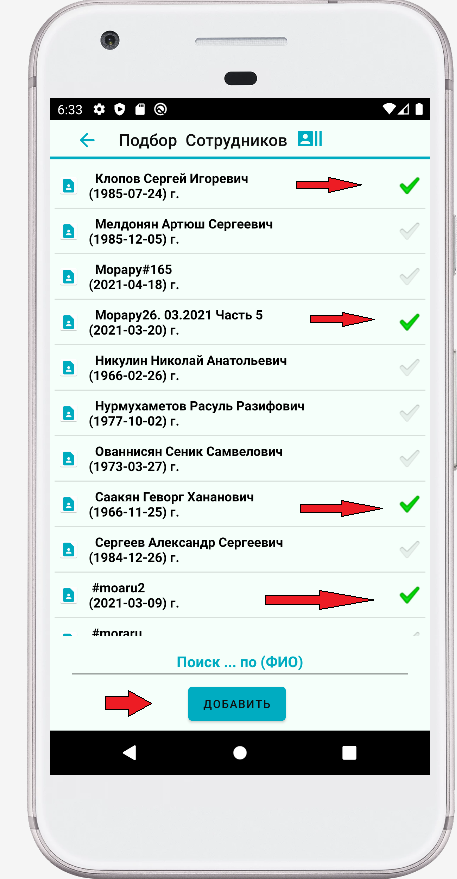 6:33
Подбор Сотрудников
Клопов Сергей Игоревич
(1985-07-24) г.
Мелдонян Артюш Сергеевич
(1985-12-05) г.
Морару#165
(2021-04-18) г.
Морару26. 03.2021 Часть 5
(2021-03-20) г.
Никулин Николай Анатольевич
(1966-02-26) г.
Нурмухаметов Расуль Разифович
(1977-10-02) г.
Ованнисян Сеник Самвелович
(1973-03-27) г.
Саакян Геворг Хананович
(1966-11-25) г.
Сергеев Александр Сергеевич
(1984-12-26) г.
#moaru2
(2021-03-09) г.
#moraru
Поиск ... по (ФИО)
ДОБАВИТЬ